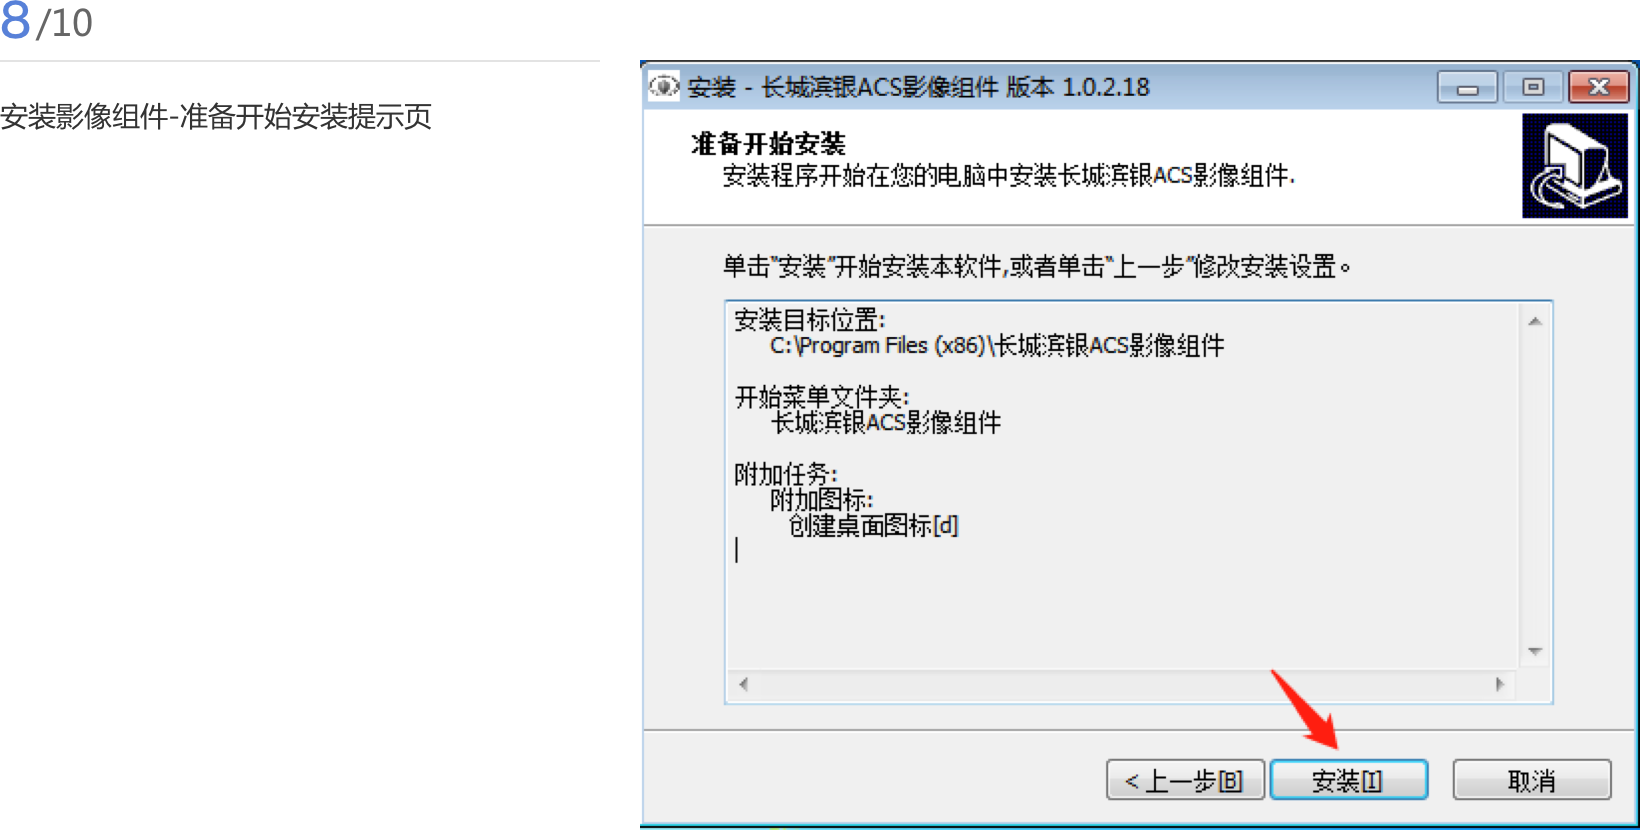 8/10
安装影像组件-准备开始安装提示页
安装 - 长城滨银ACS影像组件 版本 1.0.2.18
准备开始安装
安装程序开始在您的电脑中安装长城滨银ACS影像组件.
单击“安装”开始安装本软件,或者单击“上一步”修改安装设置。
安装目标位置:
C:\Program Files (x86)\长城滨银ACS影像组件
开始菜单文件夹:
长城滨银ACS影像组件
附加任务:
附加图标:
创建桌面图标[d]
< 上一步[B]
安装[I]
取消